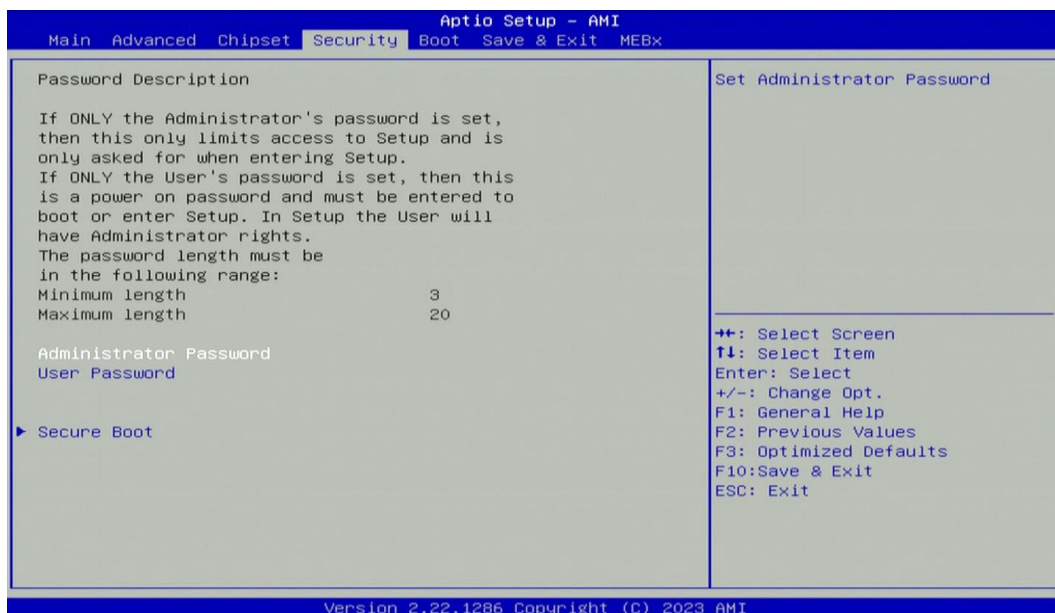 Aptio Setup – AMI
Main Advanced Chipset Security Boot Save & Exit MEBx
Password Description
If ONLY the Administrator's password is set,
then this only limits access to Setup and is
only asked for when entering Setup.
If ONLY the User's password is set, then this
is a power on password and must be entered to
boot or enter Setup. In Setup the User will
have Administrator rights.
The password length must be
in the following range:
Minimum length 3
Maximum length 20
Administrator Password
User Password
► Secure Boot
Set Administrator Password
→←: Select Screen
↑↓: Select Item
Enter: Select
+/-: Change Opt.
F1: General Help
F2: Previous Values
F3: Optimized Defaults
F10:Save & Exit
ESC: Exit
Version 2.22.1286 Copyright (C) 2023 AMI